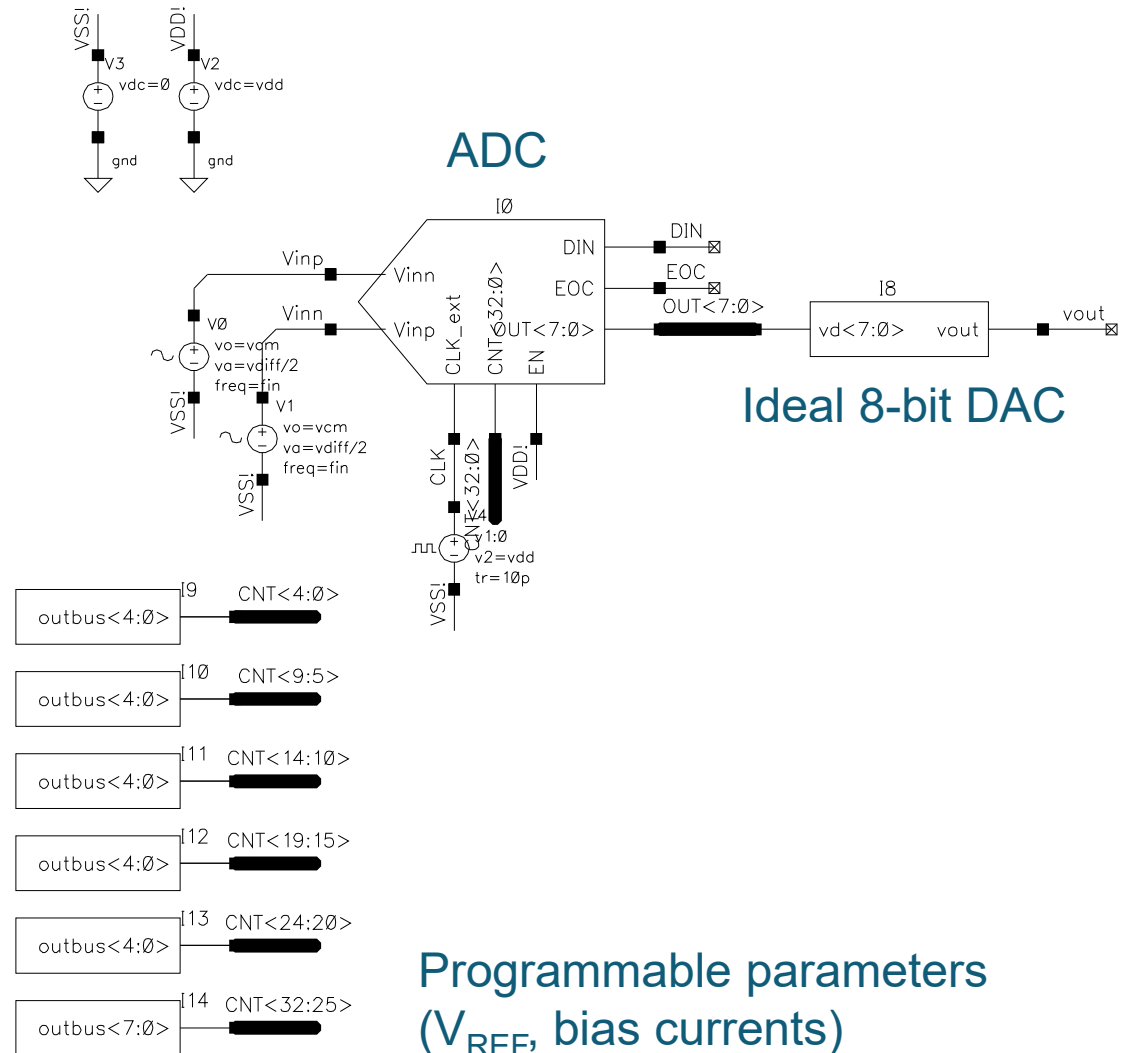 VSS!
VDD!
V3
vdc=0
V2
vdc=vdd
gnd
gnd
ADC
I0
Vinp
Vinn
Vinn
Vinp
DIN
EOC
OUT<7:0>
CLK_ext
CNT<32:0>
EN
DIN
EOC
OUT<7:0>
I8
vd<7:0>
vout
vout
Ideal 8-bit DAC
V0
vo=vcm
va=vdiff/2
freq=fin
VSS!
V1
vo=vcm
va=vdiff/2
freq=fin
VSS!
CLK
CNT<32:0>
VDD!
v1:0
v2=vdd
tr=10p
VSS!
I9
outbus<4:0>
CNT<4:0>
I10
outbus<4:0>
CNT<9:5>
I11
outbus<4:0>
CNT<14:10>
I12
outbus<4:0>
CNT<19:15>
I13
outbus<4:0>
CNT<24:20>
I14
outbus<7:0>
CNT<32:25>
Programmable parameters
(VREF, bias currents)